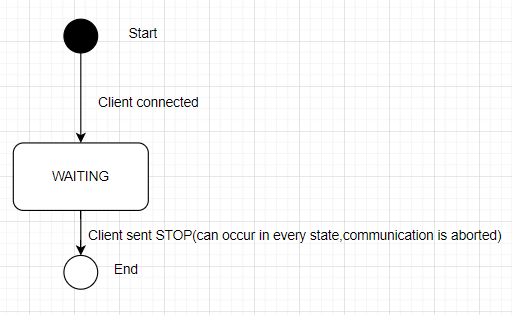 Start
Client connected
WAITING
Client sent STOP(can occur in every state,communication is aborted)
End